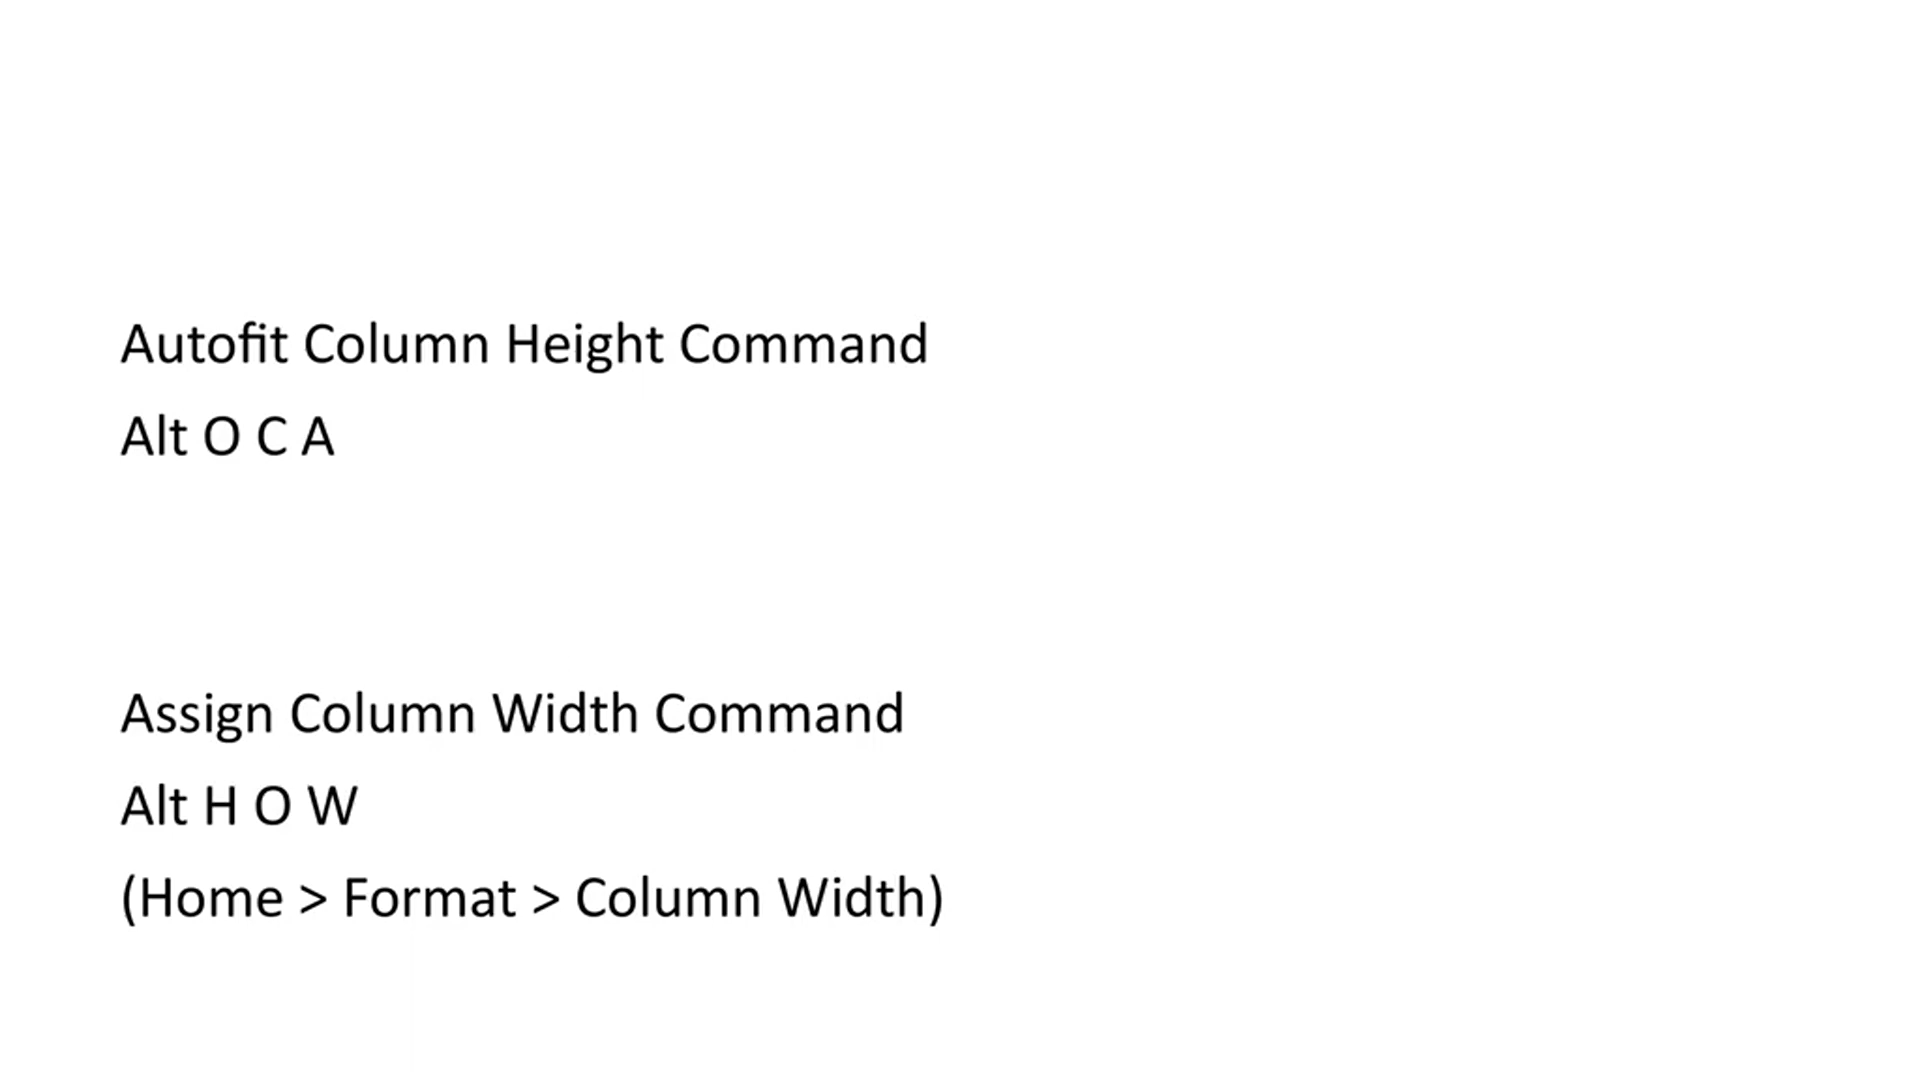 Autofit Column Height Command
Alt O C A
Assign Column Width Command
Alt H O W
(Home > Format > Column Width)